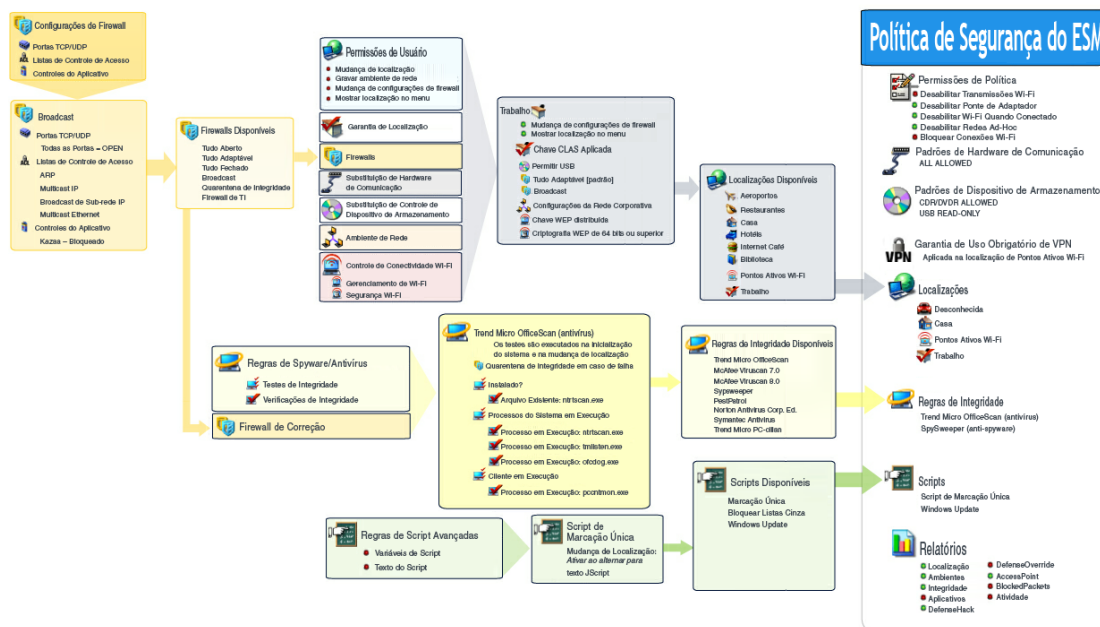 Configurações de Firewall
Portas TCP/UDP
Listas de Controle de Acesso
Controles do Aplicativo
Broadcast
Portas TCP/UDP
Todas as Portas = OPEN
Listas de Controle de Acesso
ARP
Multicast IP
Broadcast de Sub-rede IP
Multicast Ethernet
Controles do Aplicativo
Kazaa – Bloqueado
Firewalls Disponíveis
Tudo Aberto
Tudo Adaptável
Tudo Fechado
Broadcast
Quarentena de Integridade
Firewall de TI
Permissões de Usuário
Mudança de localização
Gravar ambiente de rede
Mudança de configurações de firewall
Mostrar localização no menu
Garantia de Localização
Firewalls
Substituição de Hardware
de Comunicação
Substituição de Controle de
Dispositivo de Armazenamento
Ambiente de Rede
Controle de Conectividade Wi-Fi
Gerenciamento de Wi-Fi
Segurança Wi-Fi
Trabalho
Mudança de configurações de firewall
Mostrar localização no menu
Chave CLAS Aplicada
Permitir USB
Tudo Adaptável [padrão]
Broadcast
Configurações da Rede Corporativa
Chave WEP distribuída
Criptografia WEP de 64 bits ou superior
Localizações Disponíveis
Aeroportos
Restaurantes
Casa
Hotéis
Internet Café
Biblioteca
Pontos Ativos Wi-Fi
Trabalho
Regras de Spyware/Antivírus
Testes de Integridade
Verificações de Integridade
Firewall de Correção
Trend Micro OfficeScan (antivírus)
Os testes são executados na inicialização
do sistema e na mudança de localização
Quarentena de Integridade em caso de falha
Instalado?
Arquivo Existente: ntrtscan.exe
Processos do Sistema em Execução
Processo em Execução: ntrtscan.exe
Processo em Execução: tmlisten.exe
Processo em Execução: ofcdog.exe
Cliente em Execução
Processo em Execução: pccntmon.exe
Regras de Integridade Disponíveis
Trend Micro OfficeScan
McAfee Viruscan 7.0
McAfee Viruscan 8.0
Sypsweeper
PestPatrol
Norton Antivirus Corp. Ed.
Symantec Antivirus
Trend Micro PC-cillan
Regras de Script Avançadas
Variáveis de Script
Texto do Script
Script de
Marcação Única
Mudança de Localização:
Ativar ao alternar para
texto JScript
Scripts Disponíveis
Marcação Única
Bloquear Listas Cinza
Windows Update
Política de Segurança do ESM
Permissões de Política
Desabilitar Transmissões Wi-Fi
Desabilitar Ponte de Adaptador
Desabilitar Wi-Fi Quando Conectado
Desabilitar Redes Ad-Hoc
Bloquear Conexões Wi-Fi
Padrões de Hardware de Comunicação
ALL ALLOWED
Padrões de Dispositivo de Armazenamento
CDR/DVDR ALLOWED
USB READ-ONLY
VPN
Garantia de Uso Obrigatório de VPN
Aplicada na localização de Pontos Ativos Wi-Fi
Localizações
Desconhecida
Casa
Pontos Ativos Wi-Fi
Trabalho
Regras de Integridade
Trend Micro OfficeScan (antivírus)
SpySweeper (anti-spyware)
Scripts
Script de Marcação Única
Windows Update
Relatórios
Localização
Ambientes
Integridade
Aplicativos
DefenseHack
DefenseOverride
AccessPoint
BlockedPackets
Atividade